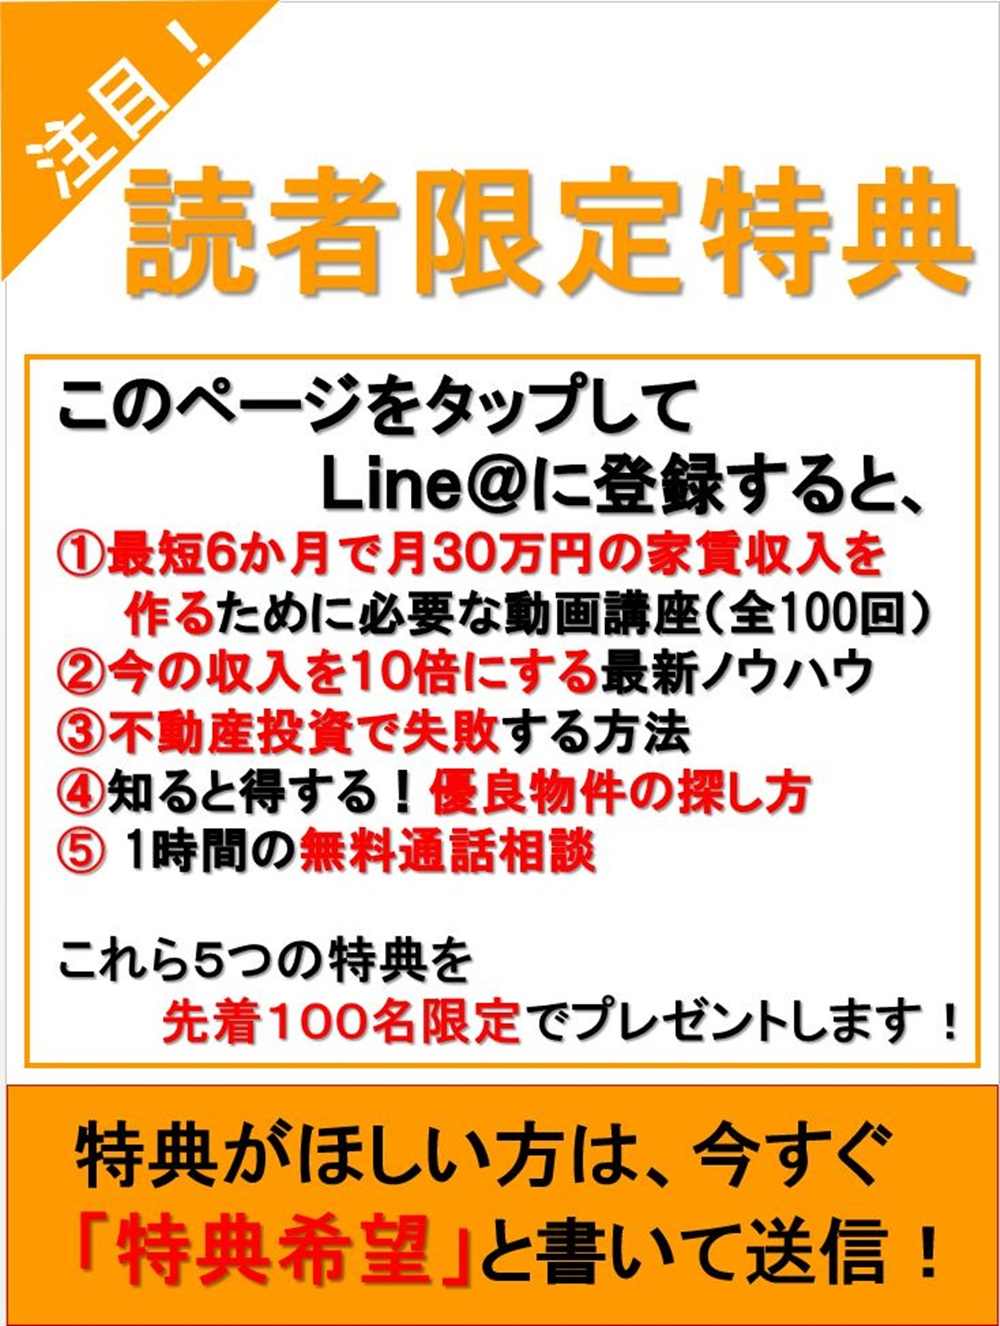 注目！
読者限定特典
このページをタップして
Line@に登録すると、
①最短6か月で月30万円の家賃収入を
作るために必要な動画講座（全100回）
②今の収入を10倍にする最新ノウハウ
③不動産投資で失敗する方法
④知ると得する！優良物件の探し方
⑤ 1時間の無料通話相談
これら５つの特典を
先着１００名限定でプレゼントします！
特典がほしい方は、今すぐ
「特典希望」と書いて送信！